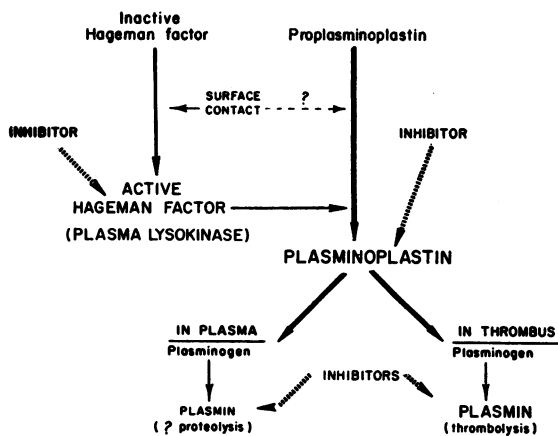 Inactive
Hageman factor
Proplasminoplastin
SURFACE
CONTACT
?
INHIBITOR
INHIBITOR
ACTIVE
HAGEMAN FACTOR
(PLASMA LYSOKINASE)
PLASMINOPLASTIN
IN PLASMA
Plasminogen
IN THROMBUS
Plasminogen
INHIBITORS
PLASMIN
(? proteolysis)
PLASMIN
(thrombolysis)